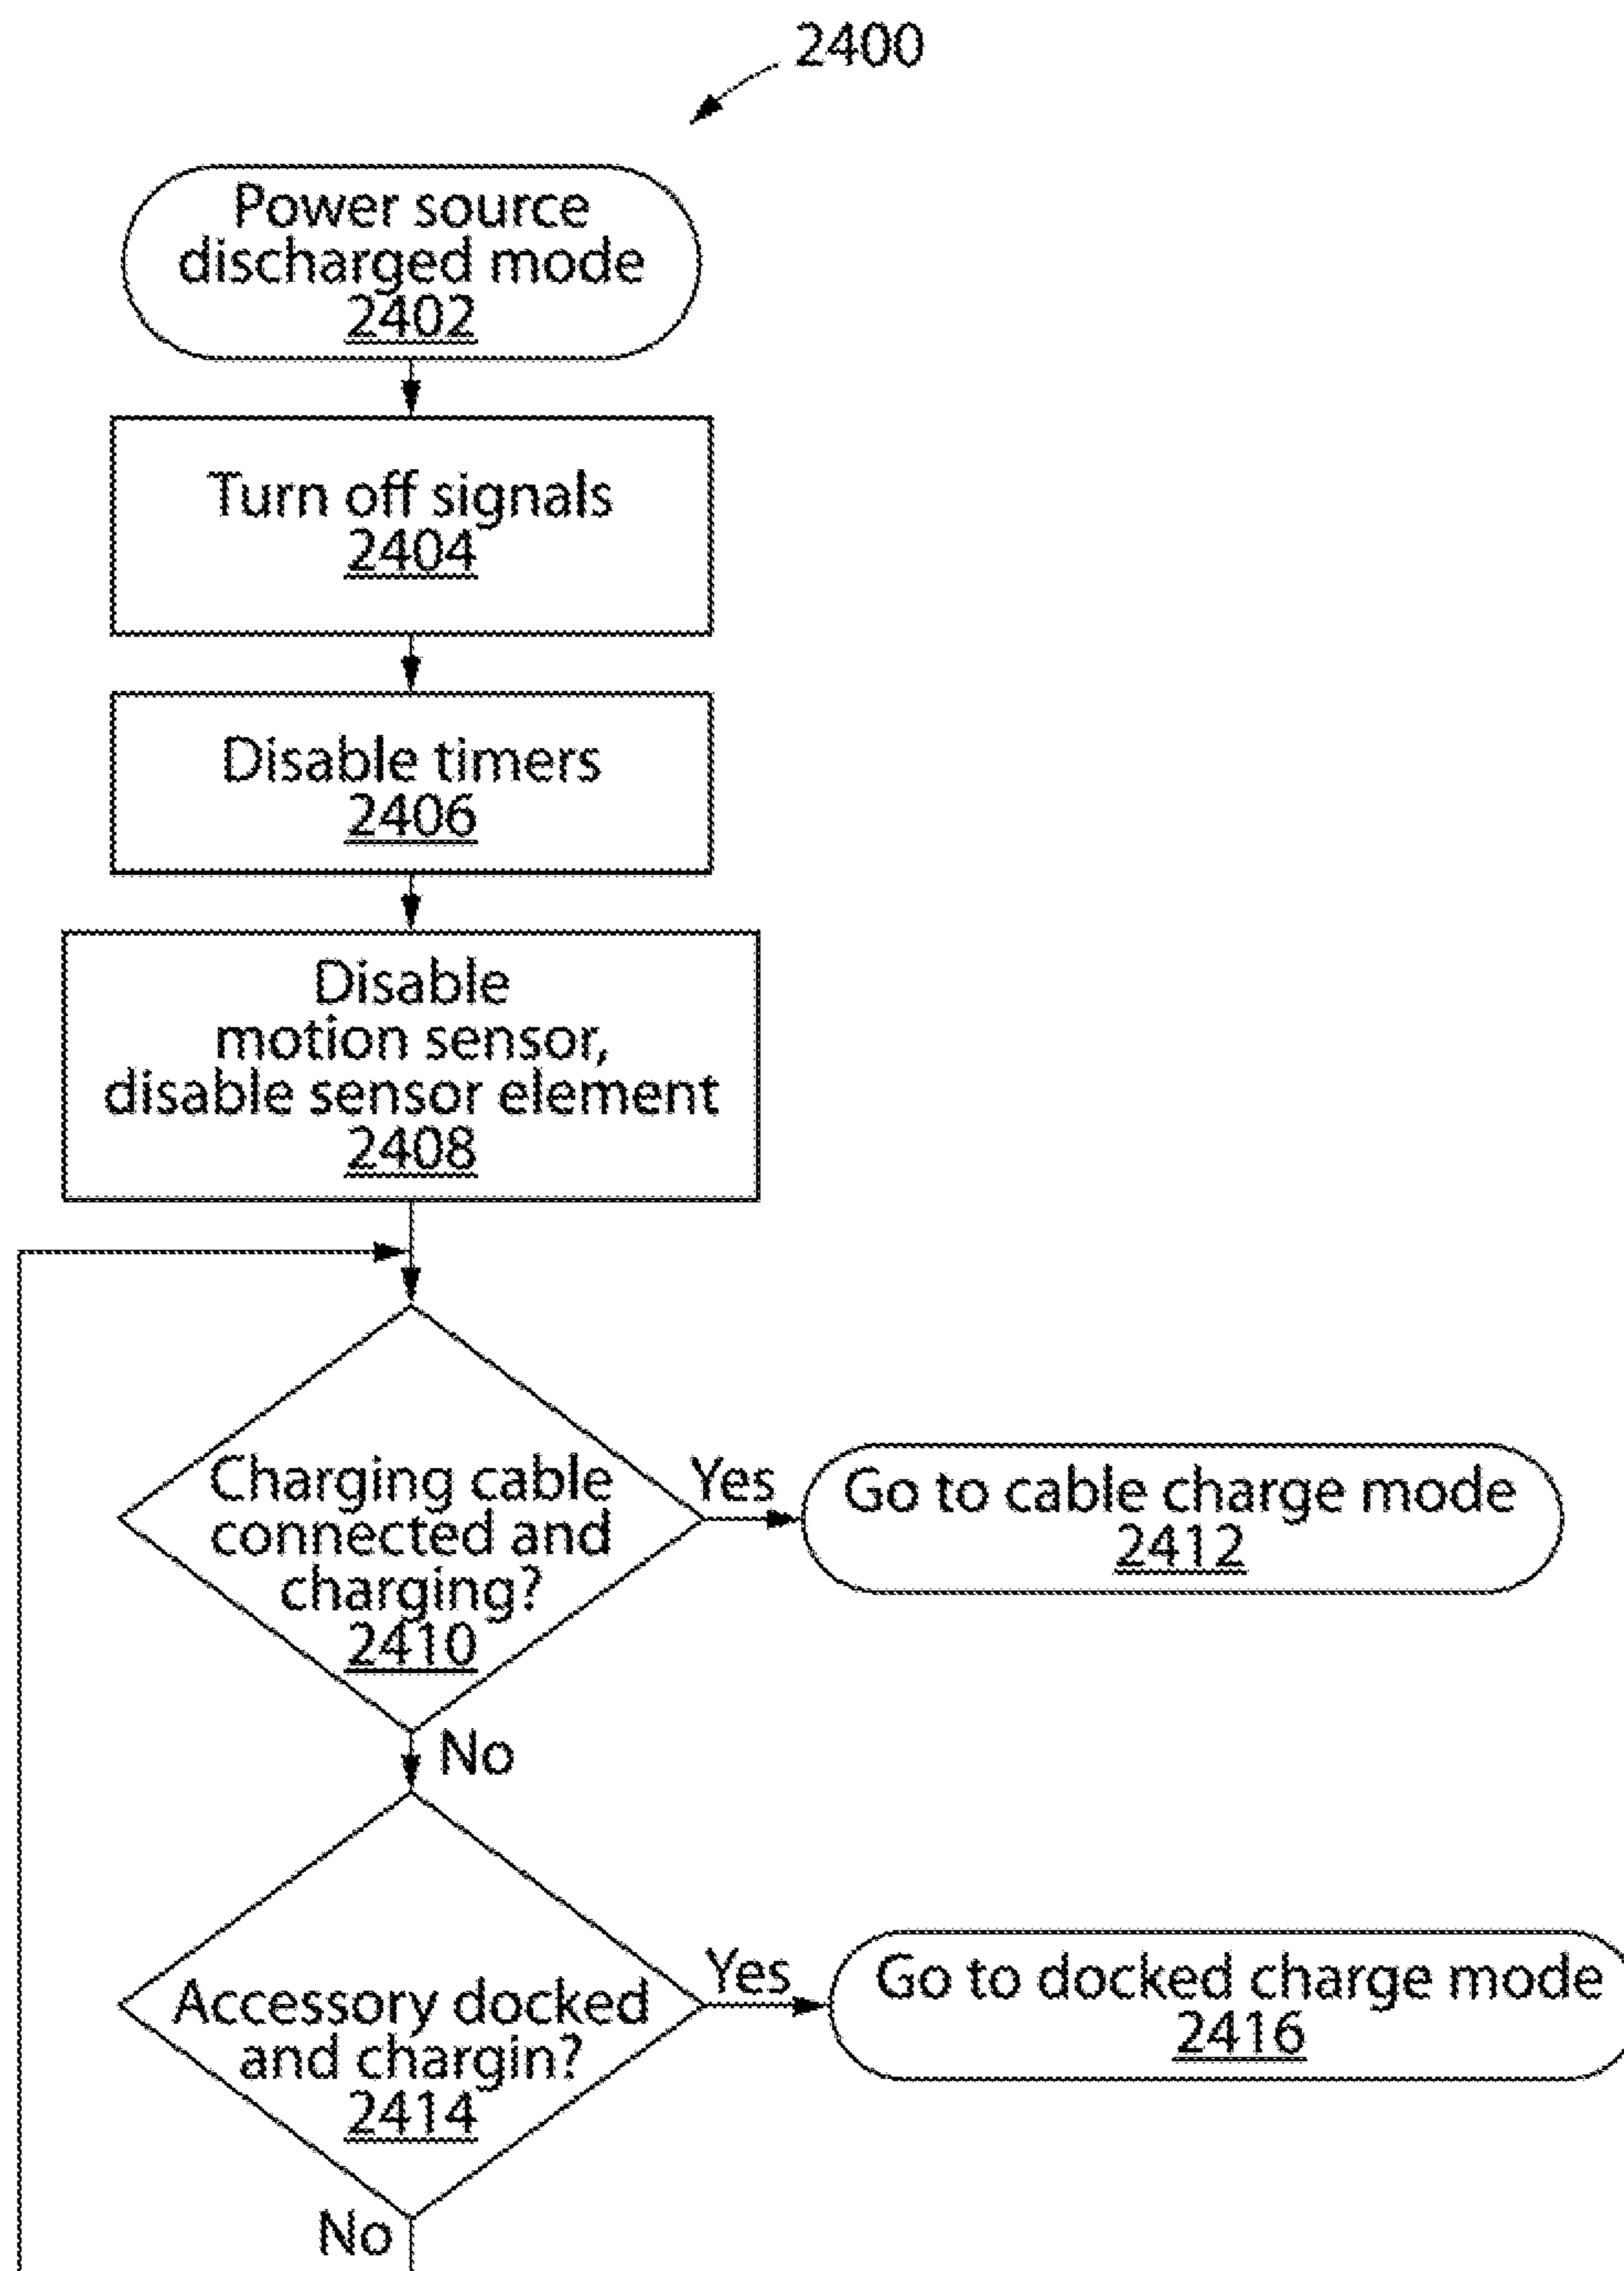 2400
Power source
discharged mode
2402
Turn off signals
2404
Disable timers
2406
Disable
motion sensor,
disable sensor element
2408
Charging cable
connected and
charging?
2410
Yes
Go to cable charge mode
2412
No
Accessory docked
and chargin?
2414
Yes
Go to docked charge mode
2416
No